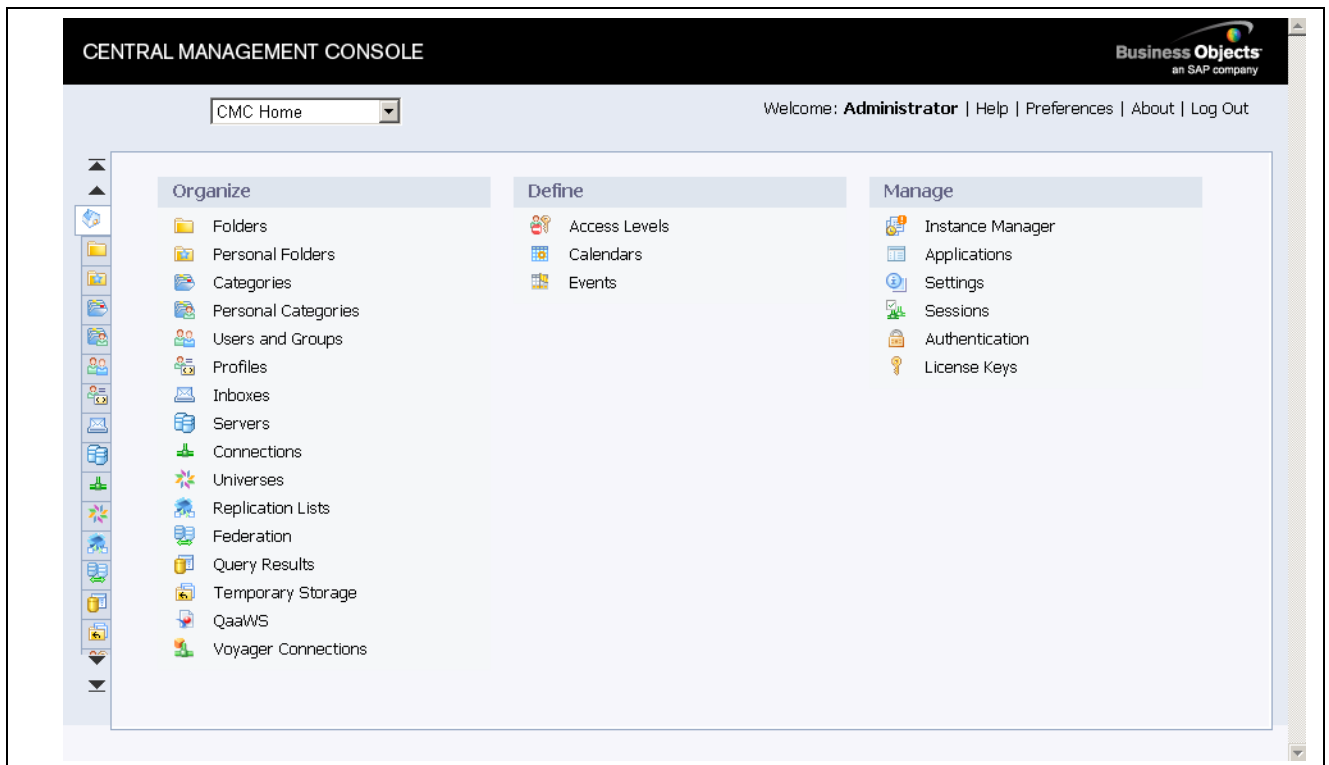 CENTRAL MANAGEMENT CONSOLE
Business Objects
an SAP company
CMC Home
Welcome: Administrator | Help | Preferences | About | Log Out
Organize
Folders
Personal Folders
Categories
Personal Categories
Users and Groups
Profiles
Inboxes
Servers
Connections
Universes
Replication Lists
Federation
Query Results
Temporary Storage
QaaWS
Voyager Connections
Define
Access Levels
Calendars
Events
Manage
Instance Manager
Applications
Settings
Sessions
Authentication
License Keys